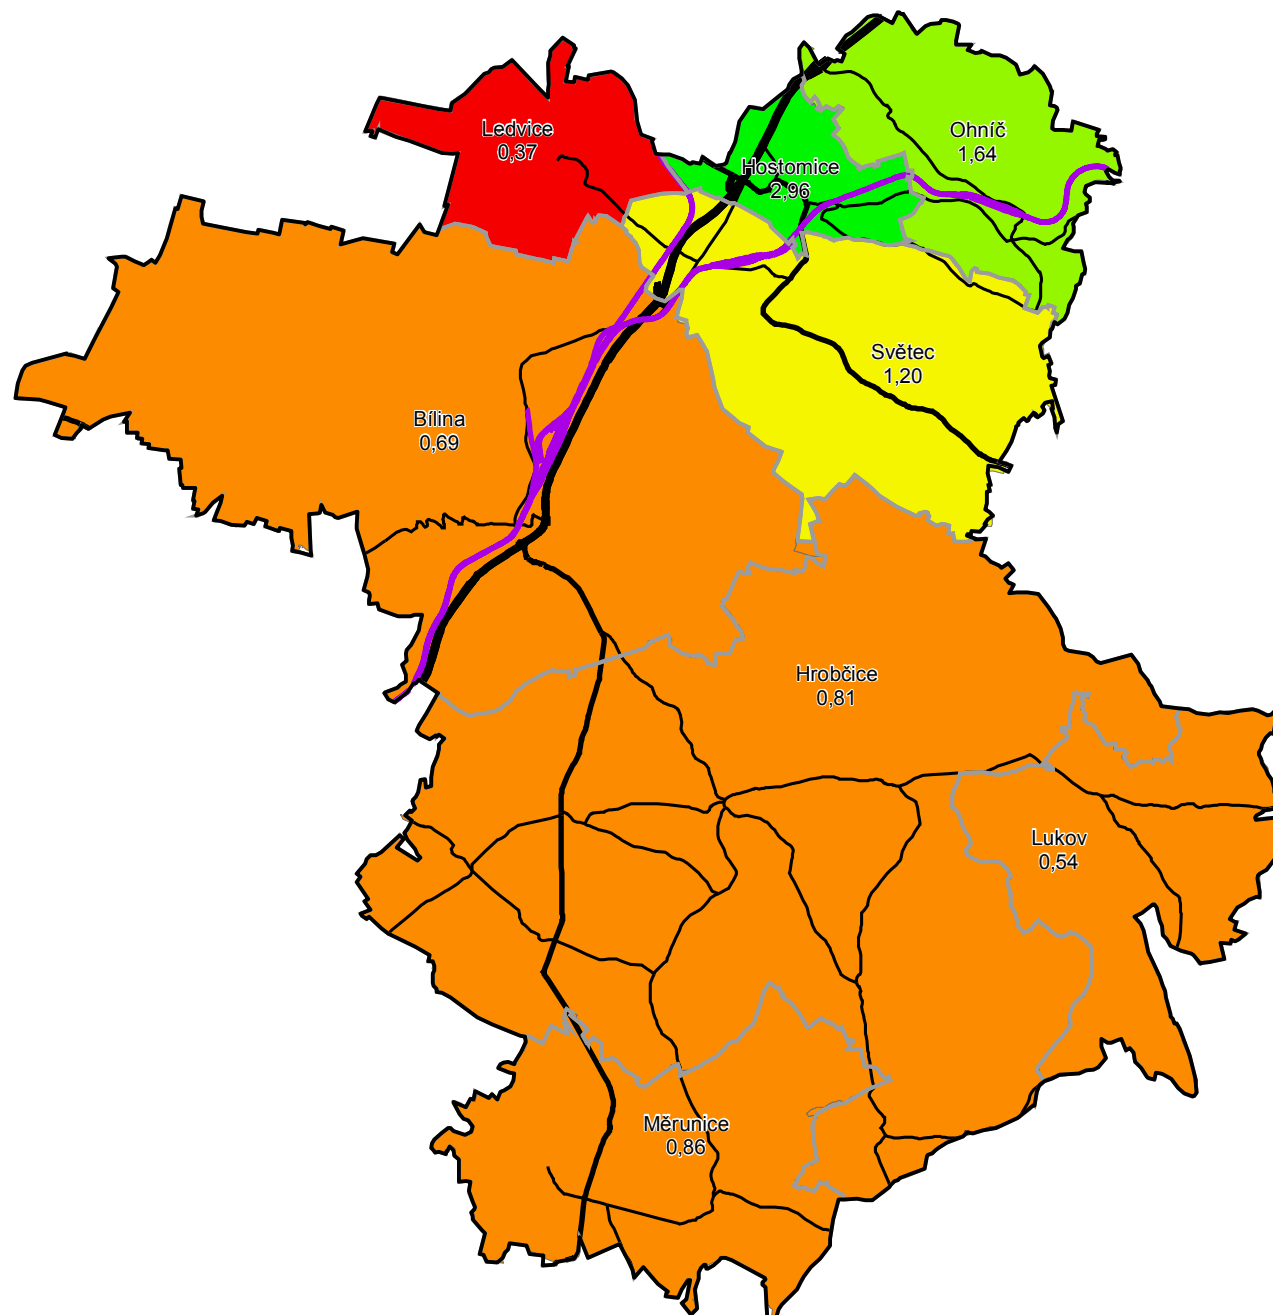 Ledvice
0,37
Ohníč
1,64
Hostomice
2,96
Světec
1,20
Bílina
0,69
Hrobčice
0,81
Lukov
0,54
Měrunice
0,86